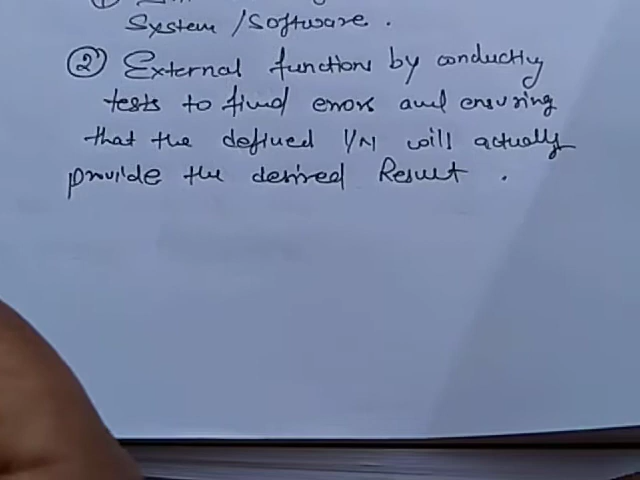 System / Software.
② External functions by conducting
tests to find errors and ensuring
that the defined I/N will actually
provide the desired Result.